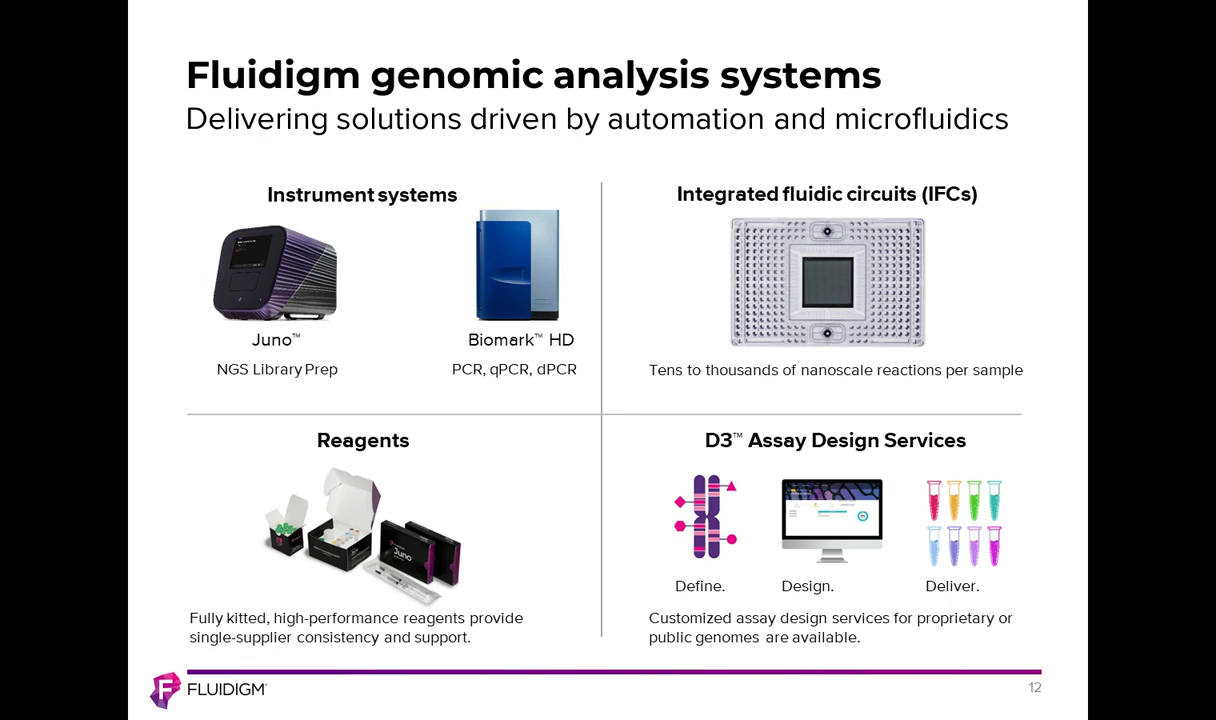 Fluidigm genomic analysis systems
Delivering solutions driven by automation and microfluidics
Instrument systems
Juno™
NGS Library Prep
Biomark™ HD
PCR, qPCR, dPCR
Integrated fluidic circuits (IFCs)
Tens to thousands of nanoscale reactions per sample
Reagents
Juno
Fully kitted, high-performance reagents provide
single-supplier consistency and support.
D3™ Assay Design Services
Define.
Design.
Deliver.
Customized assay design services for proprietary or
public genomes are available.
F
FLUIDIGM®
12